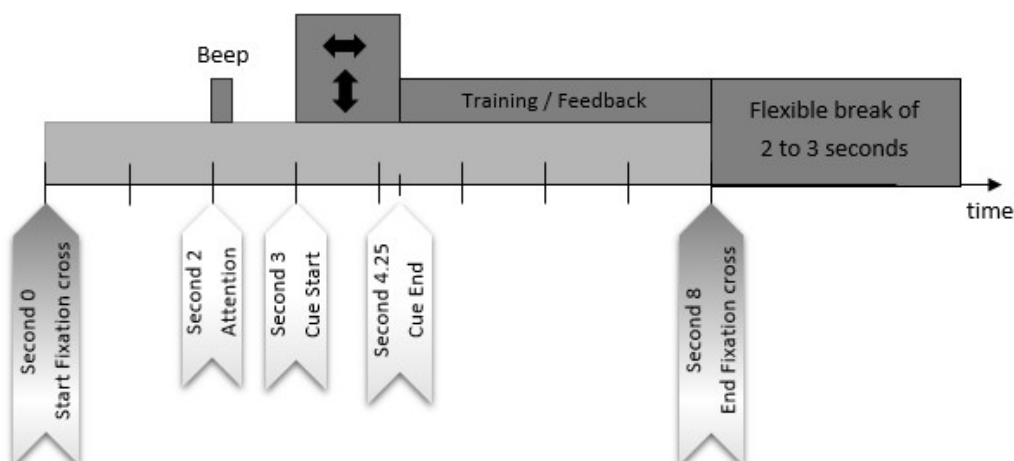 Beep
Training / Feedback
Flexible break of
2 to 3 seconds
time
Second 0
Start Fixation cross
Second 2
Attention
Second 3
Cue Start
Second 4.25
Cue End
Second 8
End Fixation cross